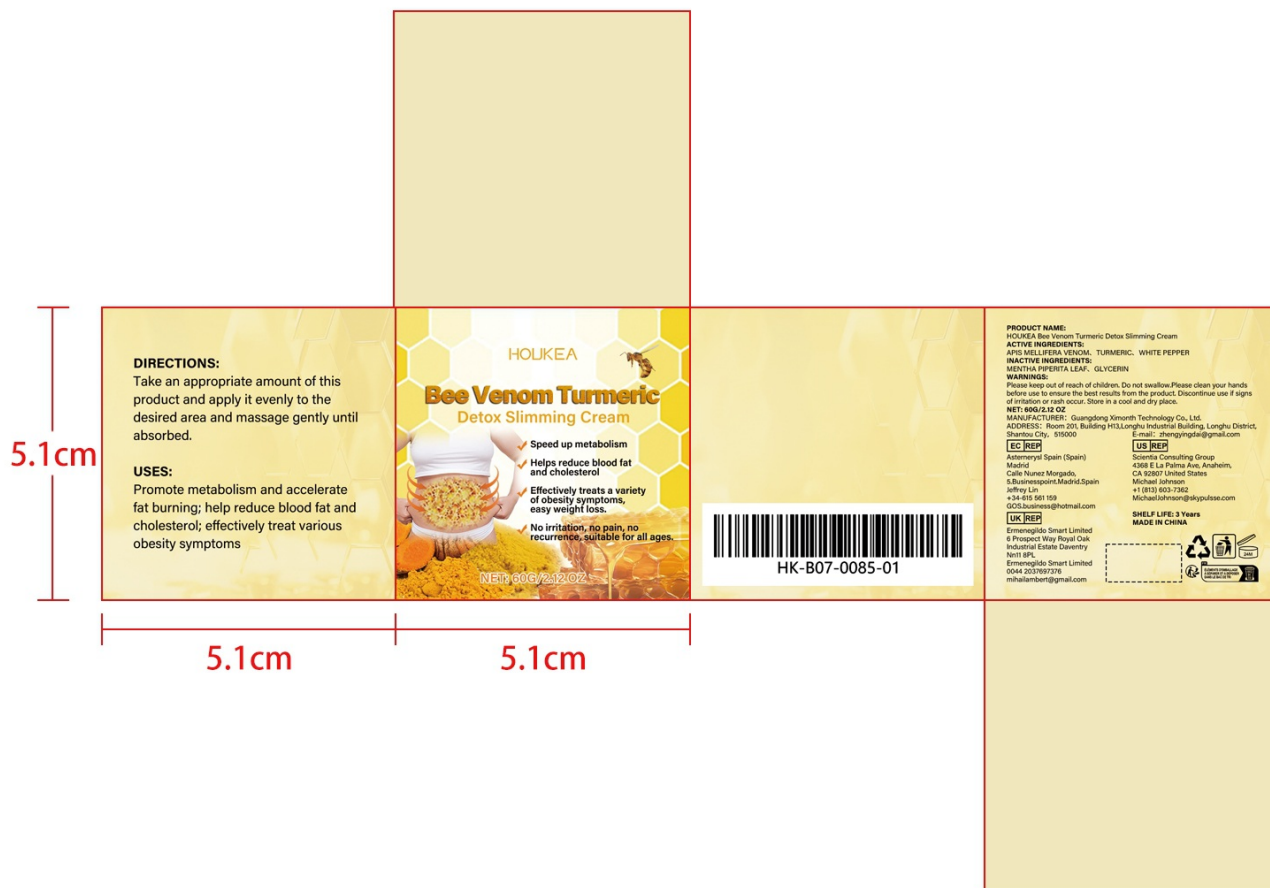 5.1cm
DIRECTIONS:
Take an appropriate amount of this
product and apply it evenly to the
desired area and massage gently until
absorbed.
USES:
Promote metabolism and accelerate
fat burning; help reduce blood fat and
cholesterol; effectively treat various
obesity symptoms
5.1cm
HOUKEA
Bee Venom Turmeric
Detox Slimming Cream
Speed up metabolism
Helps reduce blood fat
and cholesterol
Effectively treats a variety
of obesity symptoms,
easy weight loss.
No irritation, no pain, no
recurrence, suitable for all ages.
NET: 60G/2.12 OZ
5.1cm
HK-B07-0085-01
PRODUCT NAME:
HOUKEA Bee Venom Turmeric Detox Slimming Cream
ACTIVE INGREDIENTS:
APIS MELLIFERA VENOM、TURMERIC、WHITE PEPPER
INACTIVE INGREDIENTS:
MENTHA PIPERITA LEAF、GLYCERIN
WARNINGS:
Please keep out of reach of children. Do not swallow.Please clean your hands
before use to ensure the best results from the product. Discontinue use if signs
of irritation or rash occur. Store in a cool and dry place.
NET: 60G/2.12 OZ
MANUFACTURER：Guangdong Ximonth Technology Co., Ltd.
ADDRESS：Room 201, Building H13,Longhu Industrial Building, Longhu District,
Shantou City，515000 E-mail：zhengyingdai@gmail.com
EC REP
Asternerysl Spain (Spain)
Madrid
Calle Nunez Morgado,
5.Businesspoint.Madrid.Spain
Jeffrey Lin
+34-615 561 159
GOS.business@hotmail.com
UK REP
Ermenegildo Smart Limited
6 Prospect Way Royal Oak
Industrial Estate Daventry
Nn11 8PL
Ermenegildo Smart Limited
0044 2037697376
mihailambert@gmail.com
US REP
Scientia Consulting Group
4368 E La Palma Ave, Anaheim,
CA 92807 United States
Michael Johnson
+1 (813) 603-7362
MichaelJohnson@skypulsse.com
SHELF LIFE: 3 Years
MADE IN CHINA
24M